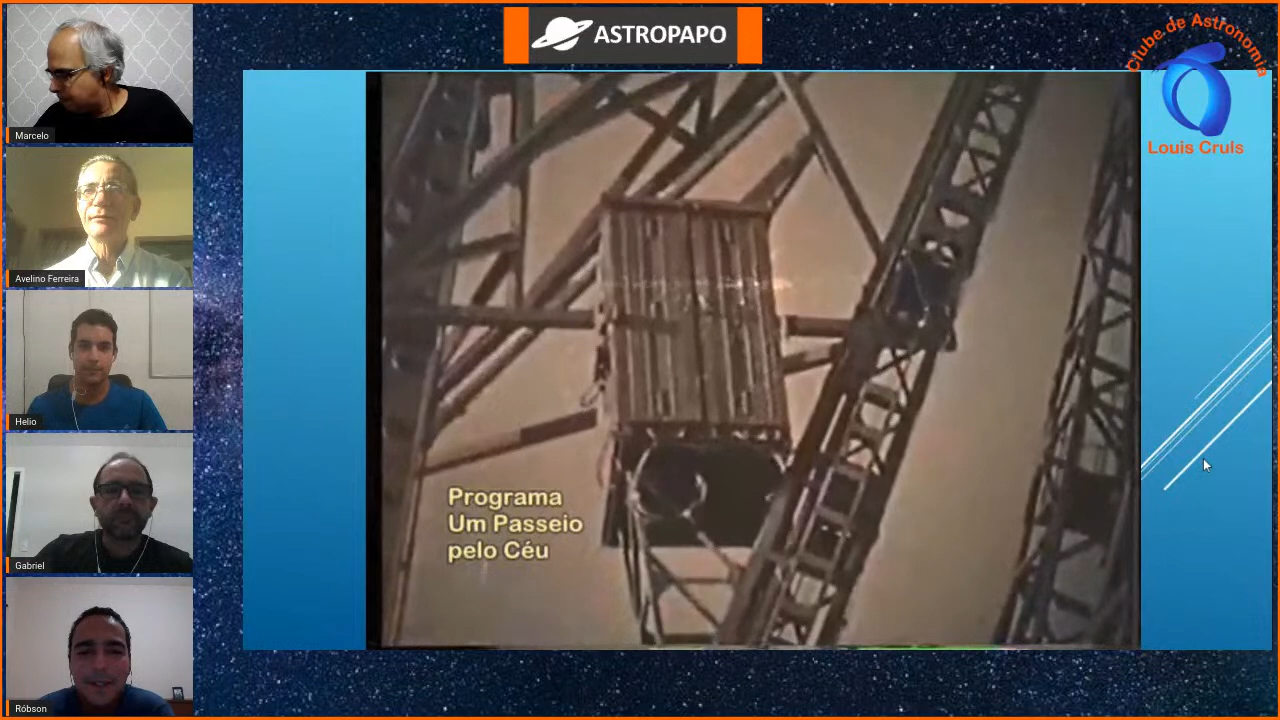 ASTROPAPO
Clube de Astronomia
Louis Cruls
Marcelo
Avelino Ferreira
Helio
Gabriel
Róbson
Programa
Um Passeio
pelo Céu